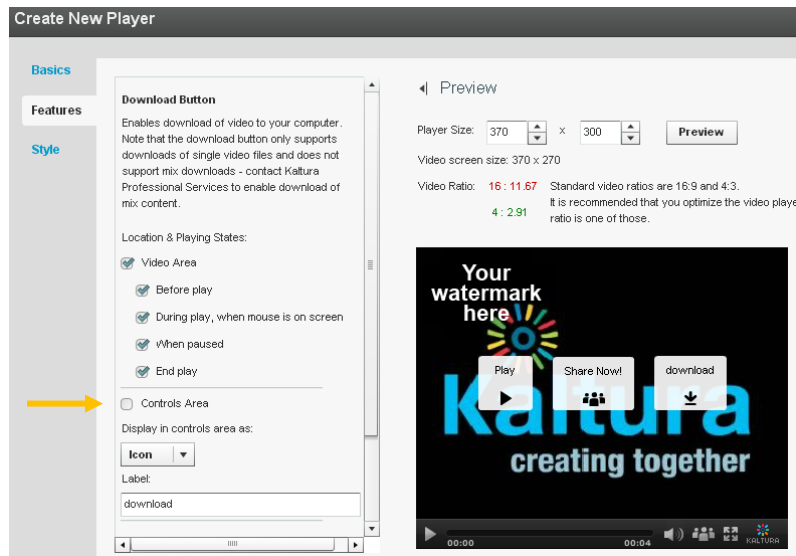 Create New Player
Basics
Features
Style
Download Button
Enables download of video to your computer.
Note that the download button only supports
downloads of single video files and does not
support mix downloads - contact Kaltura
Professional Services to enable download of
mix content.
Location & Playing States:
Video Area
Before play
During play, when mouse is on screen
When paused
End play
Controls Area
Display in controls area as:
Icon
Label:
download
Preview
Player Size: 370 x 300 Preview
Video screen size: 370 x 270
Video Ratio: 16 : 11.67 Standard video ratios are 16:9 and 4:3.
It is recommended that you optimize the video playe
4 : 2.91 ratio is one of those.
Your
watermark
here
Play Share Now! download
Kaltura
creating together
00:00 00:04 KALTURA